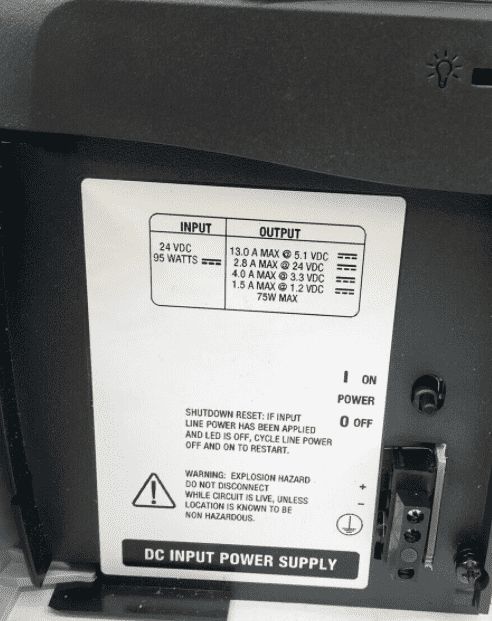 INPUT OUTPUT
24 VDC
95 WATTS
13.0 A MAX @ 5.1 VDC
2.8 A MAX @ 24 VDC
4.0 A MAX @ 3.3 VDC
1.5 A MAX @ 1.2 VDC
75W MAX
I ON
POWER
O OFF
SHUTDOWN RESET: IF INPUT
LINE POWER HAS BEEN APPLIED
AND LED IS OFF, CYCLE LINE POWER
OFF AND ON TO RESTART.
WARNING: EXPLOSION HAZARD
DO NOT DISCONNECT
WHILE CIRCUIT IS LIVE, UNLESS
LOCATION IS KNOWN TO BE
NON HAZARDOUS.
+
–
DC INPUT POWER SUPPLY